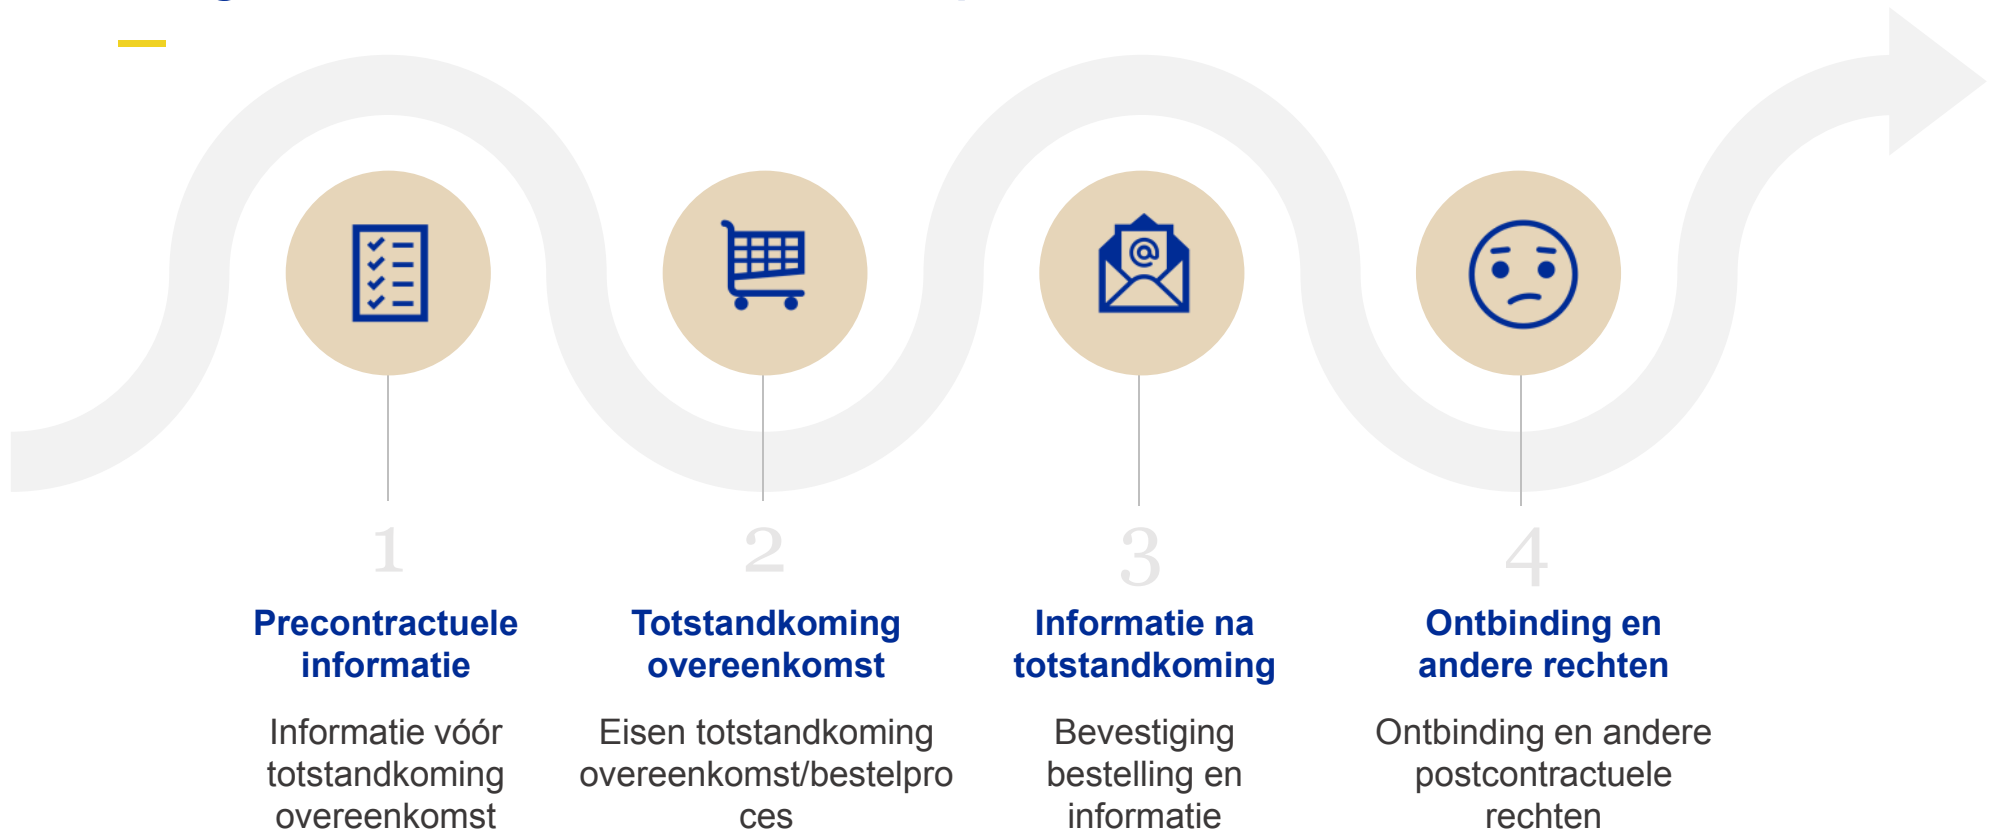 1
Precontractuele
informatie
Informatie vóór
totstandkoming
overeenkomst
2
Totstandkoming
overeenkomst
Eisen totstandkoming
overeenkomst/bestelpro
ces
3
Informatie na
totstandkoming
Bevestiging
bestelling en
informatie
4
Ontbinding en
andere rechten
Ontbinding en andere
postcontractuele
rechten